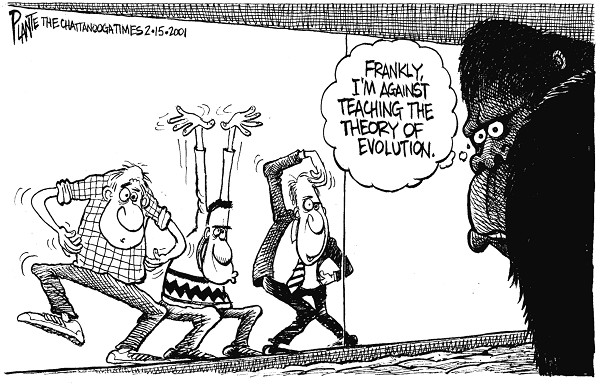 PLANTE THE CHATTANOOGA TIMES 2·15·2001
FRANKLY,
I'M AGAINST
TEACHING THE
THEORY OF
EVOLUTION.